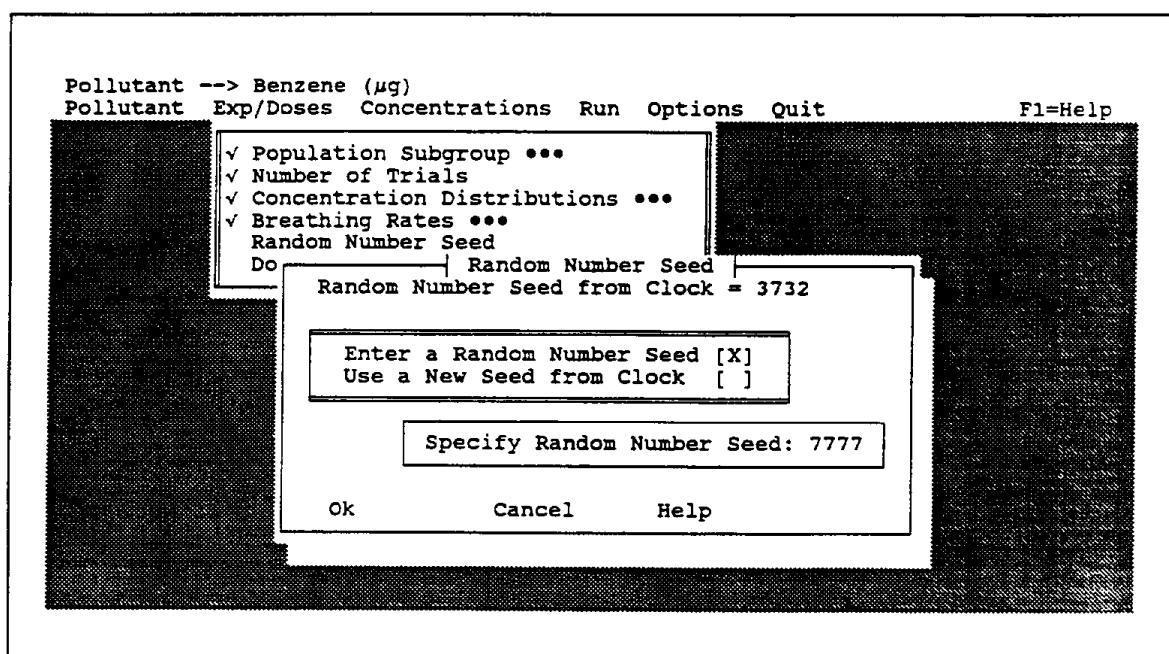 Pollutant --> Benzene (µg)
Pollutant Exp/Doses Concentrations Run Options Quit F1=Help
√ Population Subgroup •••
√ Number of Trials
√ Concentration Distributions •••
√ Breathing Rates •••
Random Number Seed
Do
Random Number Seed
Random Number Seed from Clock = 3732
Enter a Random Number Seed [X]
Use a New Seed from Clock [ ]
Specify Random Number Seed: 7777
Ok Cancel Help